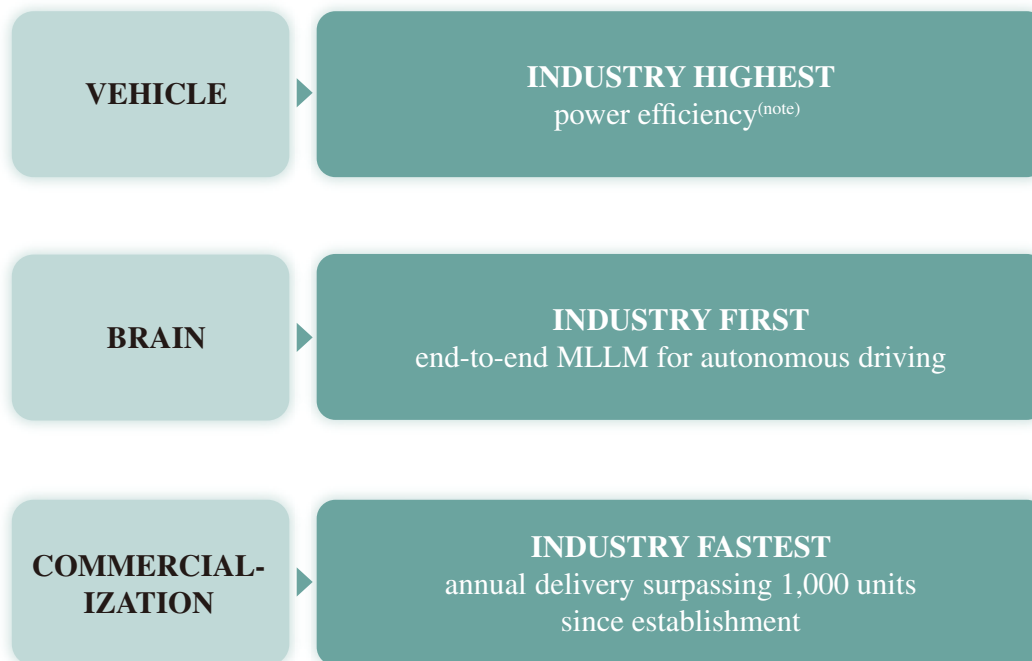 VEHICLE
INDUSTRY HIGHEST
power efficiency(note)
BRAIN
INDUSTRY FIRST
end-to-end MLLM for autonomous driving
COMMERCIAL-
IZATION
INDUSTRY FASTEST
annual delivery surpassing 1,000 units
since establishment